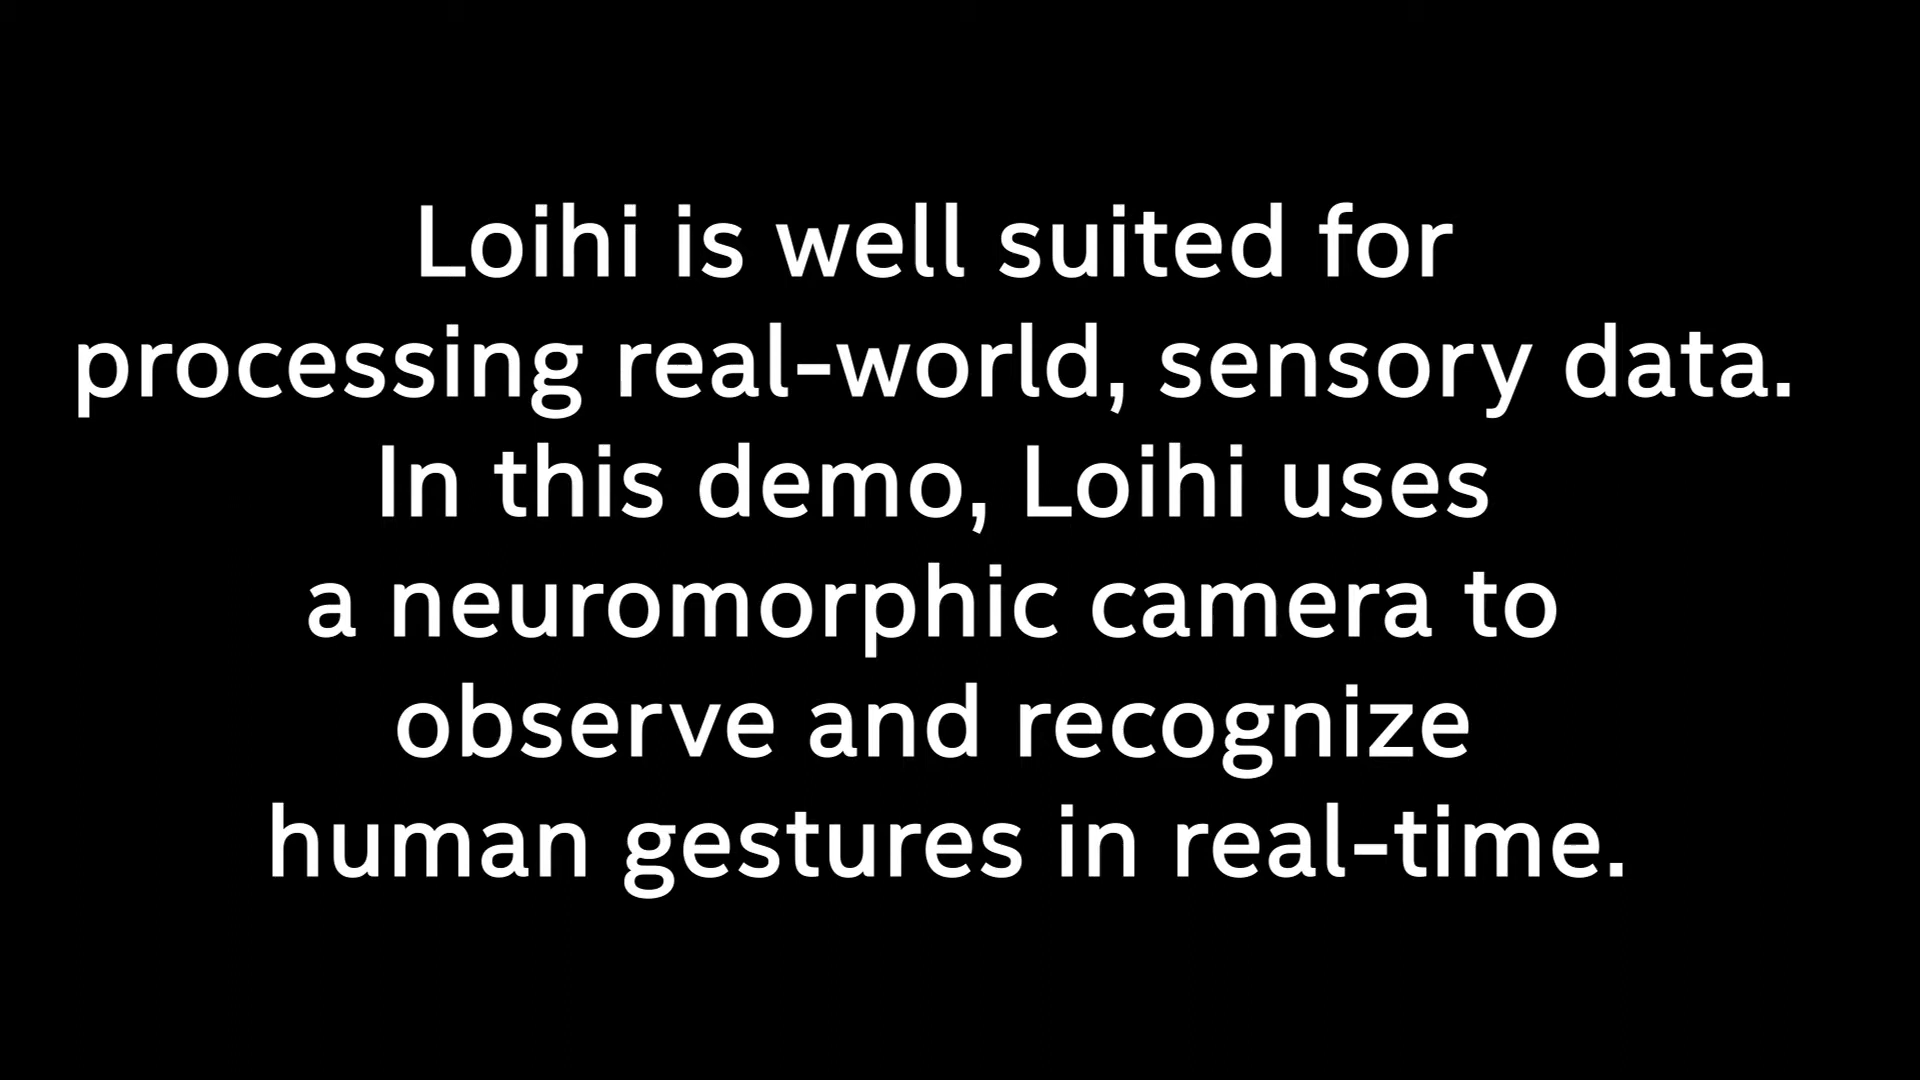 Loihi is well suited for
processing real-world, sensory data.
In this demo, Loihi uses
a neuromorphic camera to
observe and recognize
human gestures in real-time.